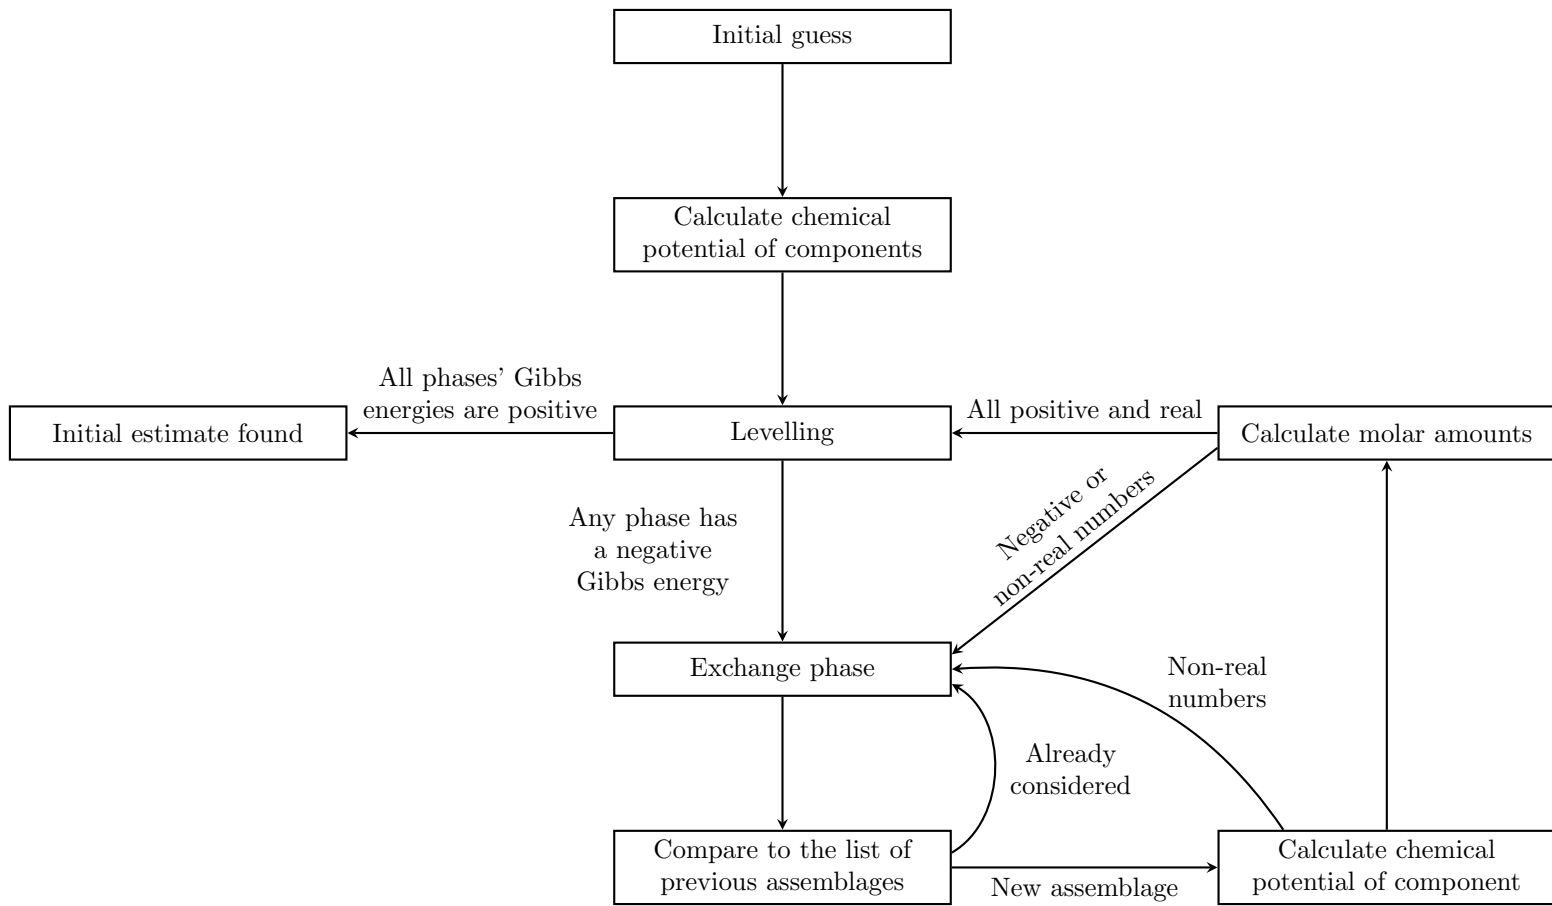 Initial guess
Calculate chemical
potential of components
All phases’ Gibbs
energies are positive
Initial estimate found
Levelling
All positive and real
Calculate molar amounts
Any phase has
a negative
Gibbs energy
Negative or
non-real numbers
Exchange phase
Non-real
numbers
Already
considered
Compare to the list of
previous assemblages
New assemblage
Calculate chemical
potential of component